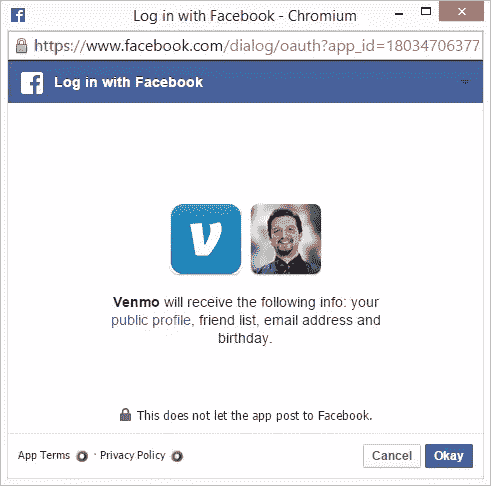 Log in with Facebook - Chromium
https://www.facebook.com/dialog/oauth?app_id=18034706377
Log in with Facebook
Venmo will receive the following info: your
public profile, friend list, email address and
birthday.
This does not let the app post to Facebook.
App Terms · Privacy Policy
Cancel Okay